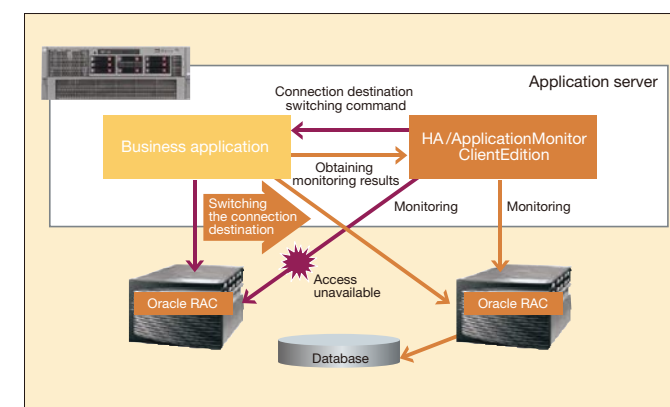 Application server
Connection destination
switching command
Business application
HA /ApplicationMonitor
ClientEdition
Obtaining
monitoring results
Switching
the connection
destination
Monitoring
Monitoring
Access
unavailable
Oracle RAC
Oracle RAC
Database